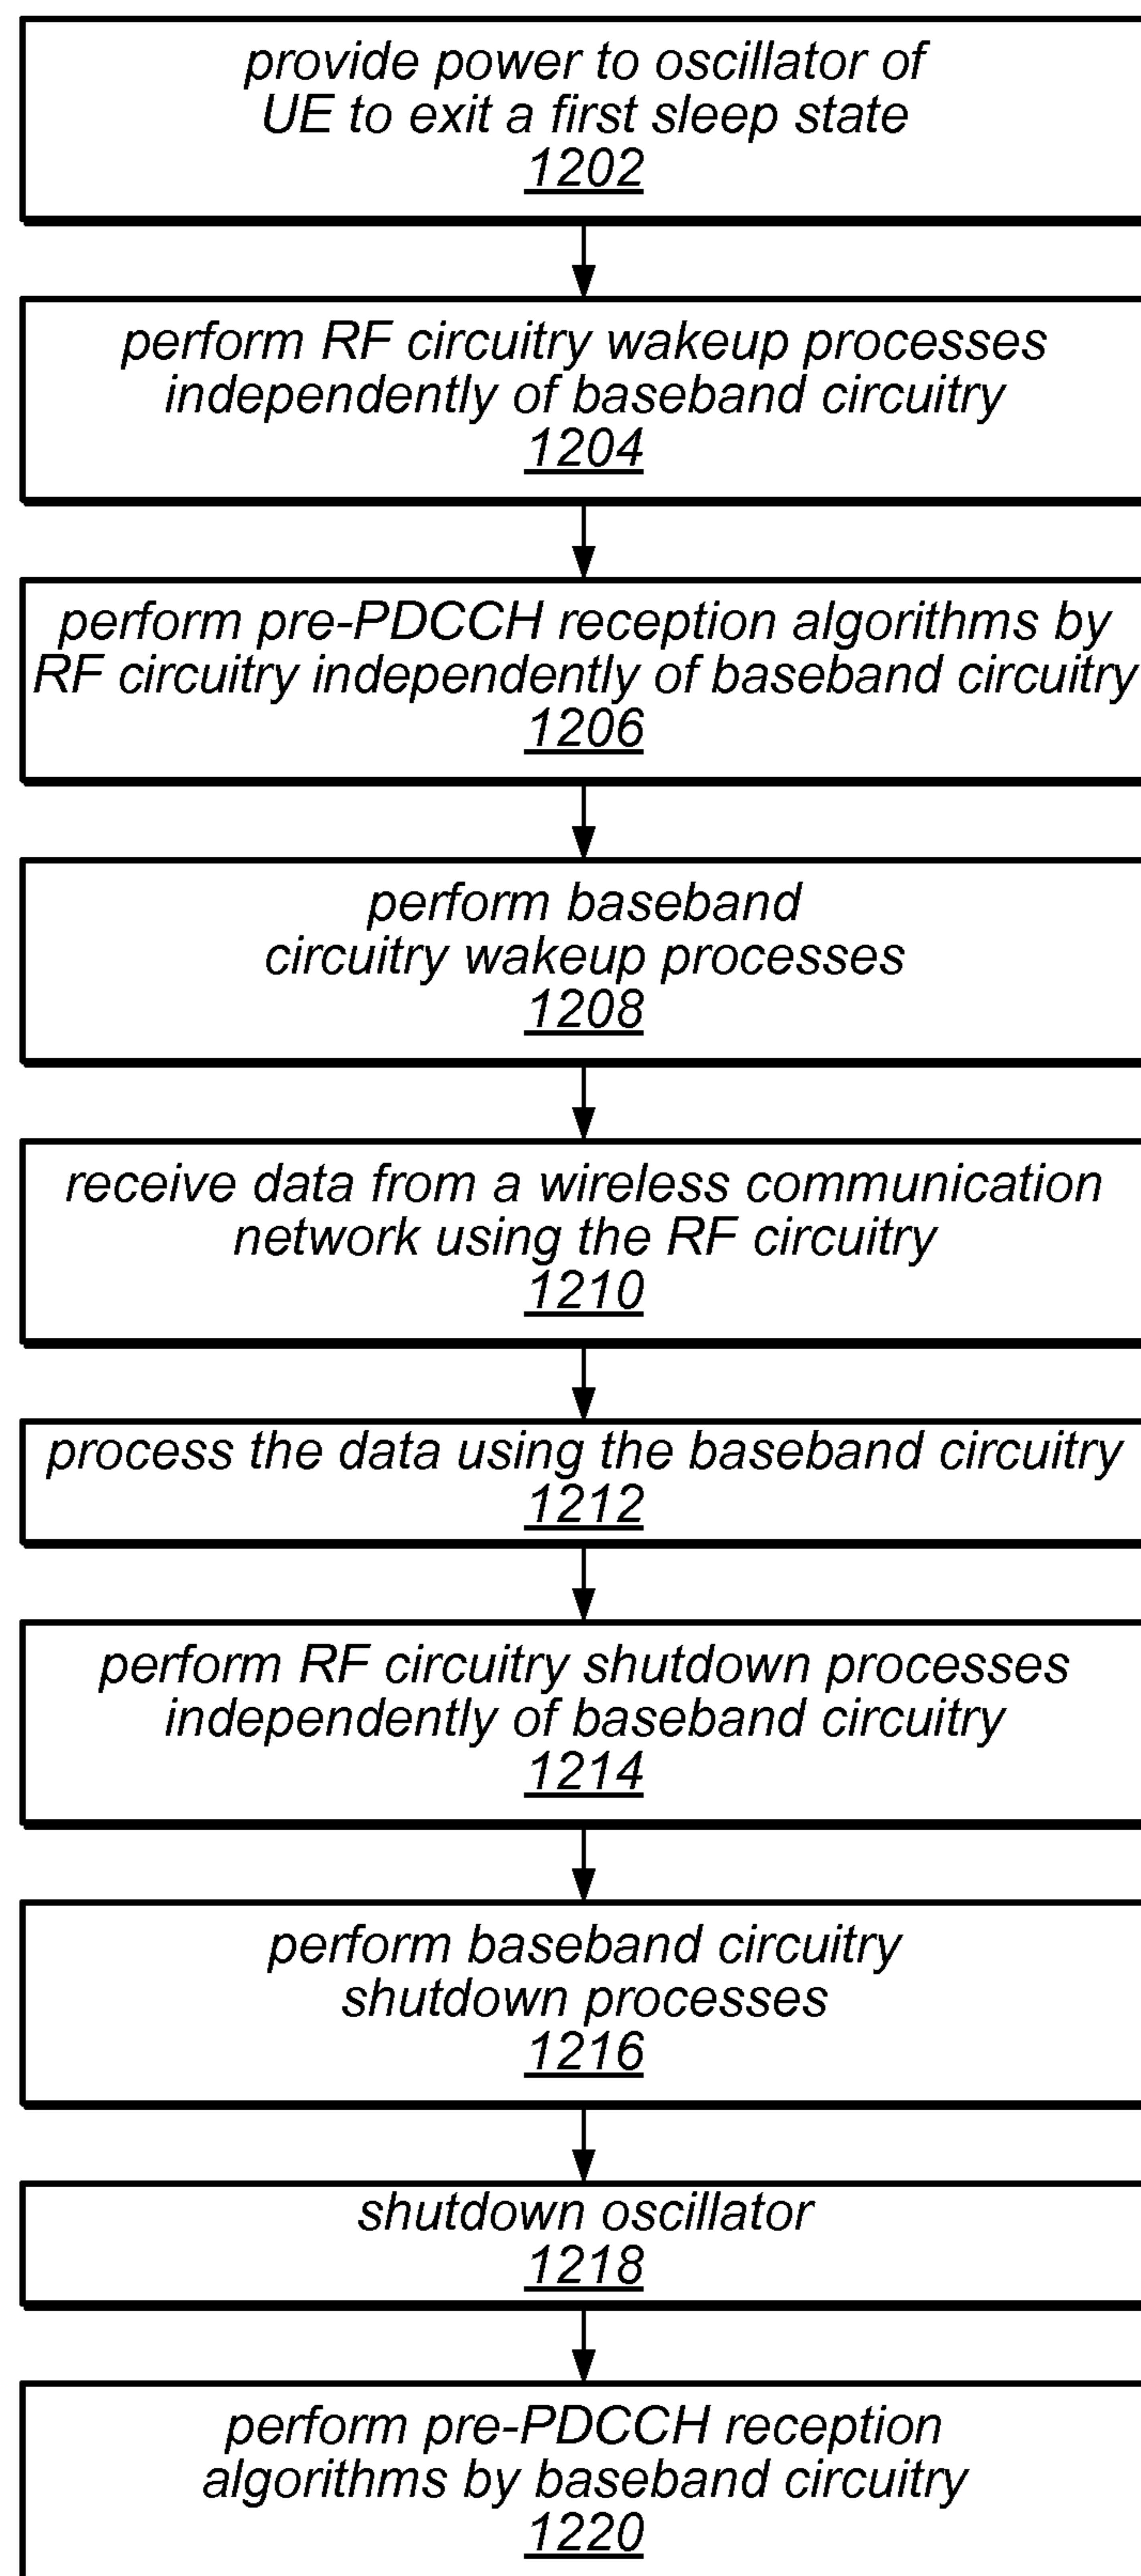 provide power to oscillator of
UE to exit a first sleep state
1202
perform RF circuitry wakeup processes
independently of baseband circuitry
1204
perform pre-PDCCH reception algorithms by
RF circuitry independently of baseband circuitry
1206
perform baseband
circuitry wakeup processes
1208
receive data from a wireless communication
network using the RF circuitry
1210
process the data using the baseband circuitry
1212
perform RF circuitry shutdown processes
independently of baseband circuitry
1214
perform baseband circuitry
shutdown processes
1216
shutdown oscillator
1218
perform pre-PDCCH reception
algorithms by baseband circuitry
1220